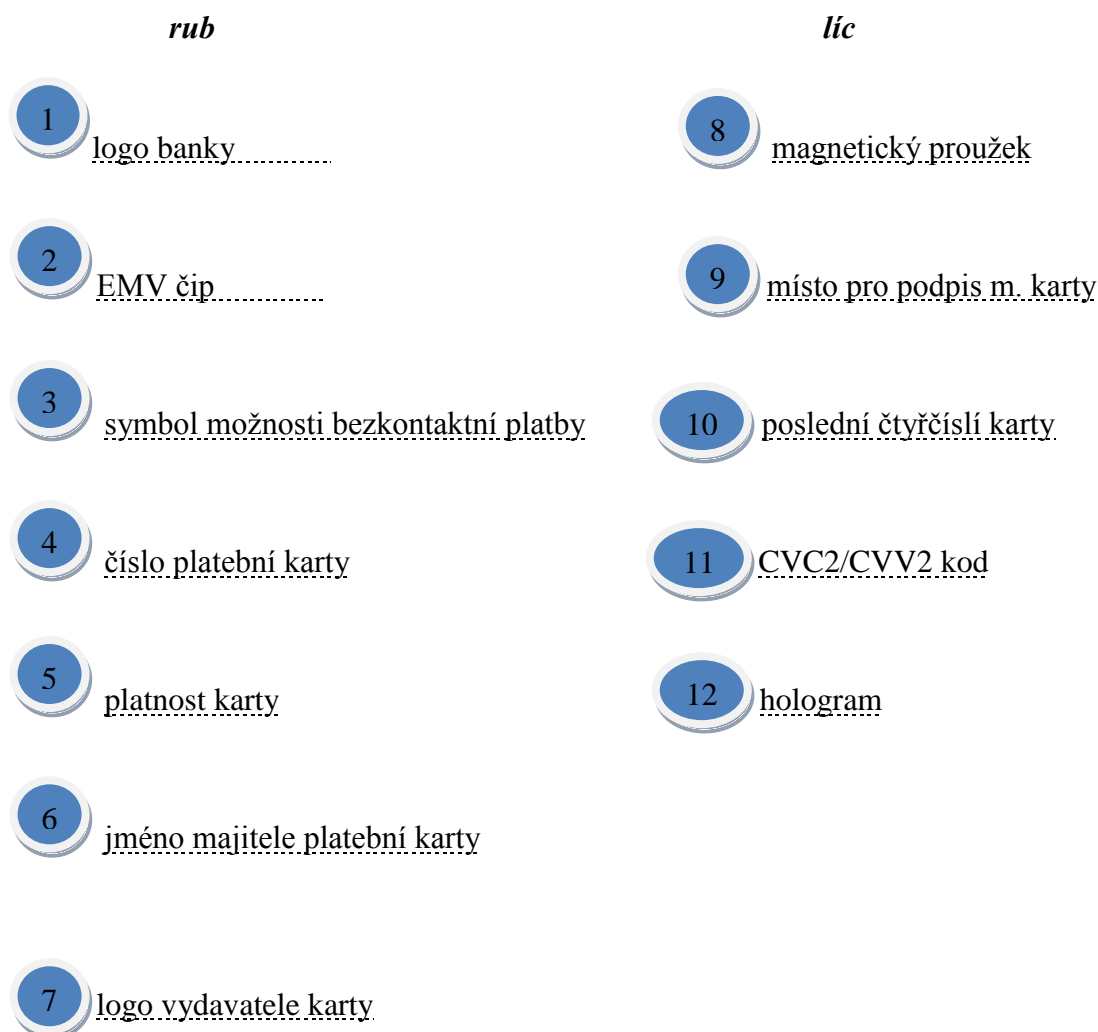 rub
líc
1
logo banky
8
magnetický proužek
2
EMV čip
9
místo pro podpis m. karty
3
symbol možnosti bezkontaktní platby
10
poslední čtyřčíslí karty
4
číslo platební karty
11
CVC2/CVV2 kod
5
platnost karty
12
hologram
6
jméno majitele platební karty
7
logo vydavatele karty